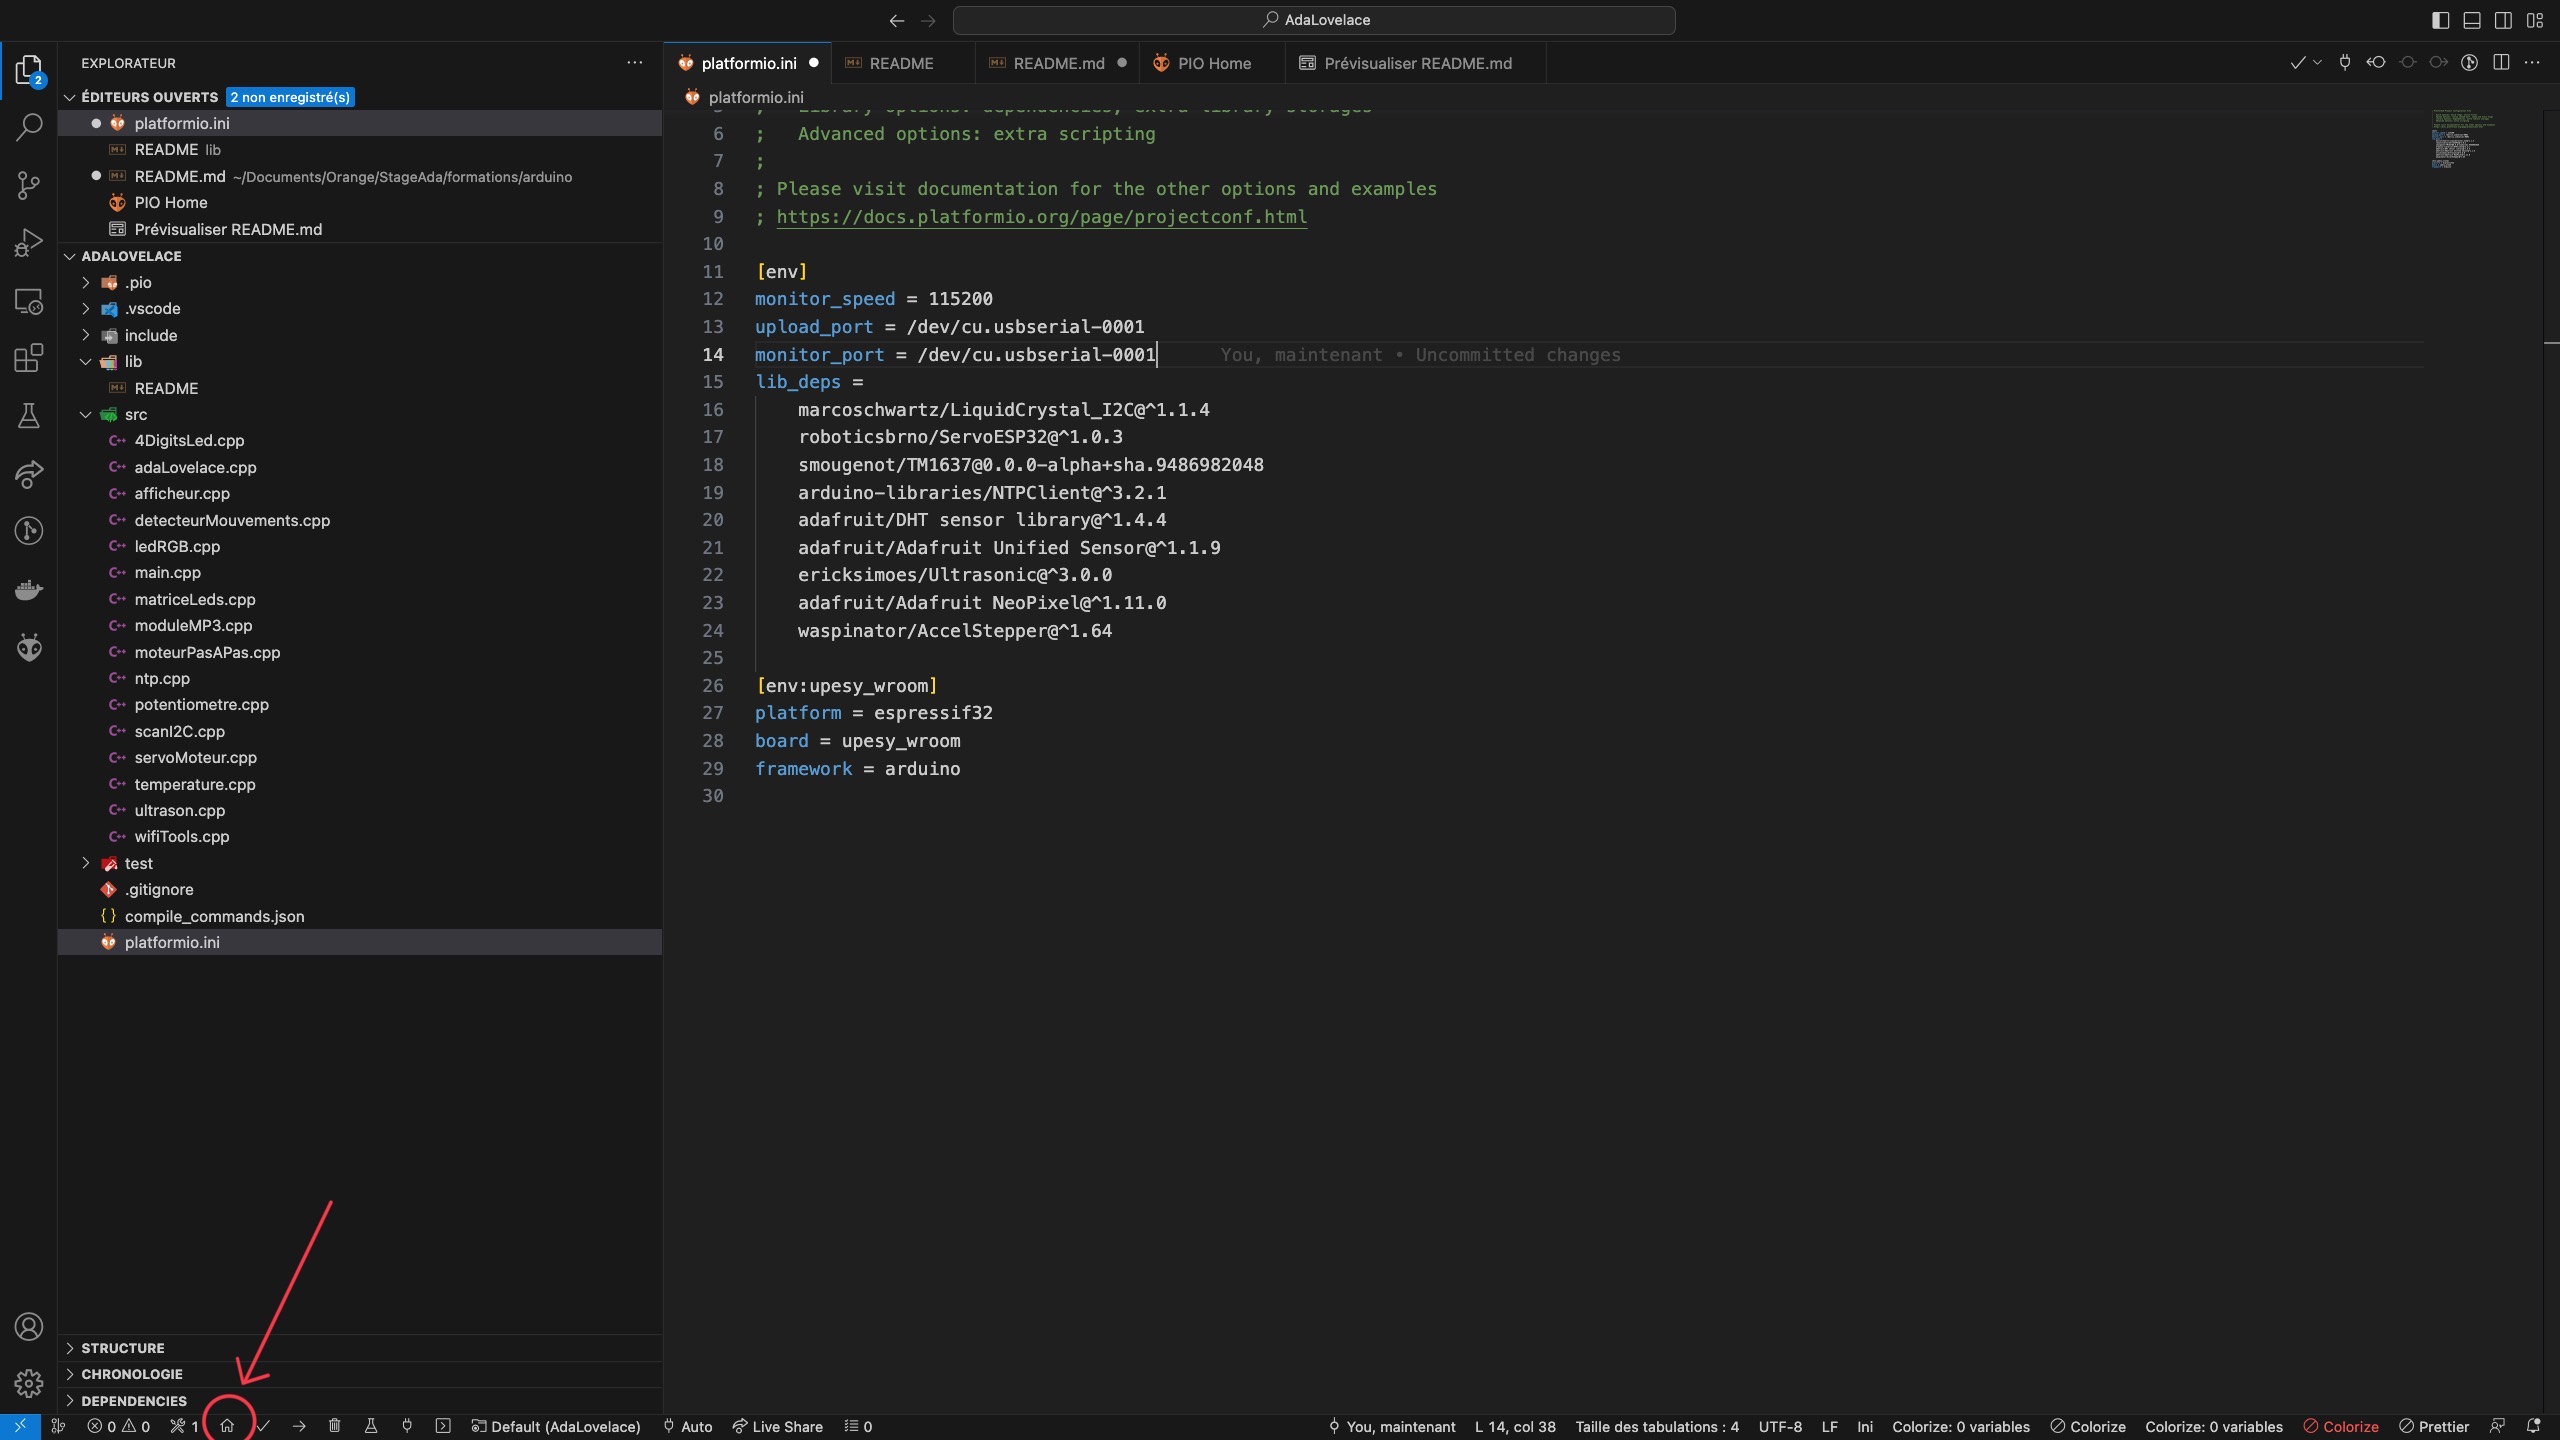 AdaLovelace
EXPLORATEUR
ÉDITEURS OUVERTS 2 non enregistré(s)
platformio.ini
README lib
README.md ~/Documents/Orange/StageAda/formations/arduino
PIO Home
Prévisualiser README.md
ADALOVELACE
.pio
.vscode
include
lib
README
src
4DigitsLed.cpp
adaLovelace.cpp
afficheur.cpp
detecteurMouvements.cpp
ledRGB.cpp
main.cpp
matriceLeds.cpp
moduleMP3.cpp
moteurPasAPas.cpp
ntp.cpp
potentiometre.cpp
scanI2C.cpp
servoMoteur.cpp
temperature.cpp
ultrason.cpp
wifiTools.cpp
test
.gitignore
compile_commands.json
platformio.ini
STRUCTURE
CHRONOLOGIE
DEPENDENCIES
platformio.ini README README.md PIO Home Prévisualiser README.md
platformio.ini
; Library options: dependencies, extra library storages
6 ; Advanced options: extra scripting
7 ;
8 ; Please visit documentation for the other options and examples
9 ; https://docs.platformio.org/page/projectconf.html
10
11 [env]
12 monitor_speed = 115200
13 upload_port = /dev/cu.usbserial-0001
14 monitor_port = /dev/cu.usbserial-0001 You, maintenant • Uncommitted changes
15 lib_deps =
16 marcoschwartz/LiquidCrystal_I2C@^1.1.4
17 roboticsbrno/ServoESP32@^1.0.3
18 smougenot/TM1637@0.0.0-alpha+sha.9486982048
19 arduino-libraries/NTPClient@^3.2.1
20 adafruit/DHT sensor library@^1.4.4
21 adafruit/Adafruit Unified Sensor@^1.1.9
22 ericksimoes/Ultrasonic@^3.0.0
23 adafruit/Adafruit NeoPixel@^1.11.0
24 waspinator/AccelStepper@^1.64
25
26 [env:upesy_wroom]
27 platform = espressif32
28 board = upesy_wroom
29 framework = arduino
30
2
0 0 1 Default (AdaLovelace) Auto Live Share 0 You, maintenant L 14, col 38 Taille des tabulations : 4 UTF-8 LF Ini Colorize: 0 variables Colorize Colorize: 0 variables Colorize Prettier